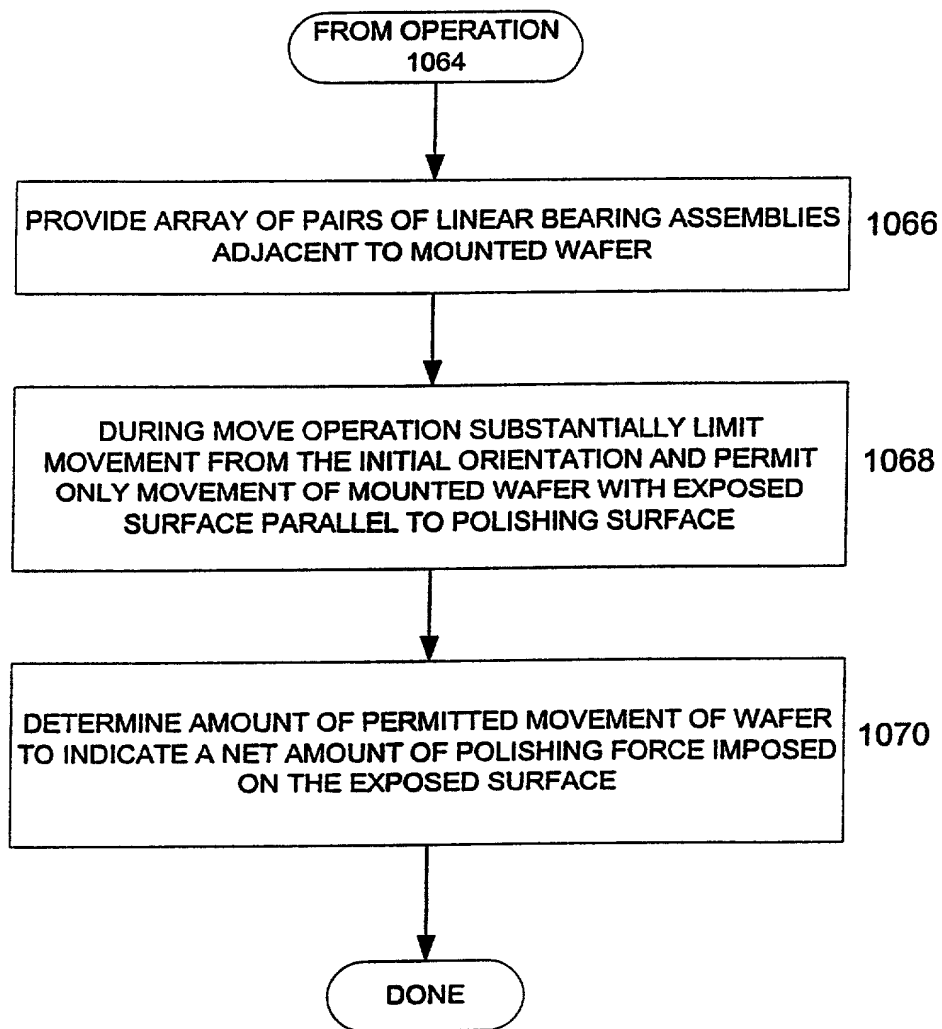 FROM OPERATION
1064
PROVIDE ARRAY OF PAIRS OF LINEAR BEARING ASSEMBLIES
ADJACENT TO MOUNTED WAFER
1066
DURING MOVE OPERATION SUBSTANTIALLY LIMIT
MOVEMENT FROM THE INITIAL ORIENTATION AND PERMIT
ONLY MOVEMENT OF MOUNTED WAFER WITH EXPOSED
SURFACE PARALLEL TO POLISHING SURFACE
1068
DETERMINE AMOUNT OF PERMITTED MOVEMENT OF WAFER
TO INDICATE A NET AMOUNT OF POLISHING FORCE IMPOSED
ON THE EXPOSED SURFACE
1070
DONE